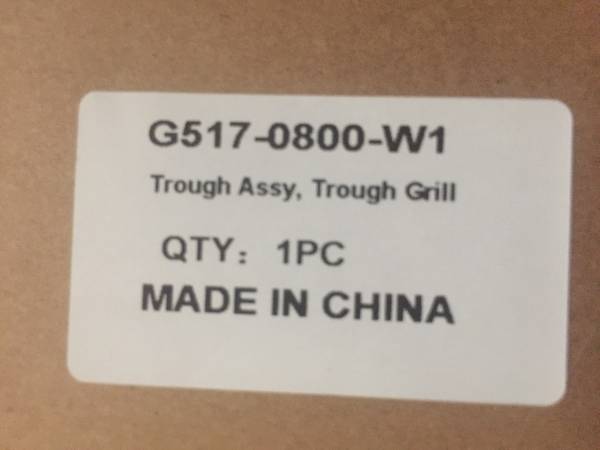 G517-0800-W1
Trough Assy, Trough Grill
QTY: 1PC
MADE IN CHINA